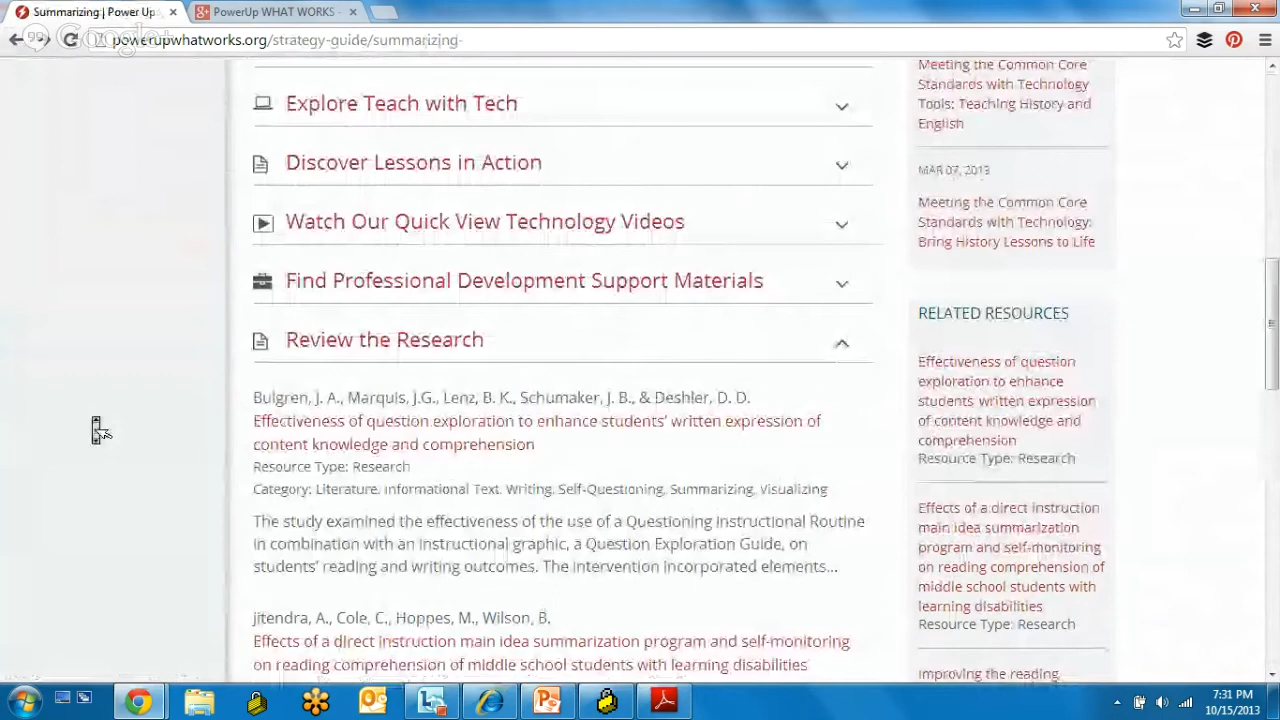 Summarizing | Power Up
PowerUp WHAT WORKS
Google+
powerupwhatworks.org/strategy-guide/summarizing
Explore Teach with Tech
Discover Lessons in Action
Watch Our Quick View Technology Videos
Find Professional Development Support Materials
Review the Research
Bulgren, J. A., Marquis, J.G., Lenz, B. K., Schumaker, J. B., & Deshler, D. D.
Effectiveness of question exploration to enhance students' written expression of
content knowledge and comprehension
Resource Type: Research
Category: Literature, Informational Text, Writing, Self-Questioning, Summarizing, Visualizing
The study examined the effectiveness of the use of a Questioning Instructional Routine
in combination with an instructional graphic, a Question Exploration Guide, on
students' reading and writing outcomes. The intervention incorporated elements...
Jitendra, A., Cole, C., Hoppes, M., Wilson, B.
Effects of a direct instruction main idea summarization program and self-monitoring
on reading comprehension of middle school students with learning disabilities
Meeting the Common Core
Standards with Technology
Tools: Teaching History and
English
MAR 07, 2013
Meeting the Common Core
Standards with Technology:
Bring History Lessons to Life
RELATED RESOURCES
Effectiveness of question
exploration to enhance
students' written expression
of content knowledge and
comprehension
Resource Type: Research
Effects of a direct instruction
main idea summarization
program and self-monitoring
on reading comprehension of
middle school students with
learning disabilities
Resource Type: Research
Improving the reading
7:31 PM
10/15/2013